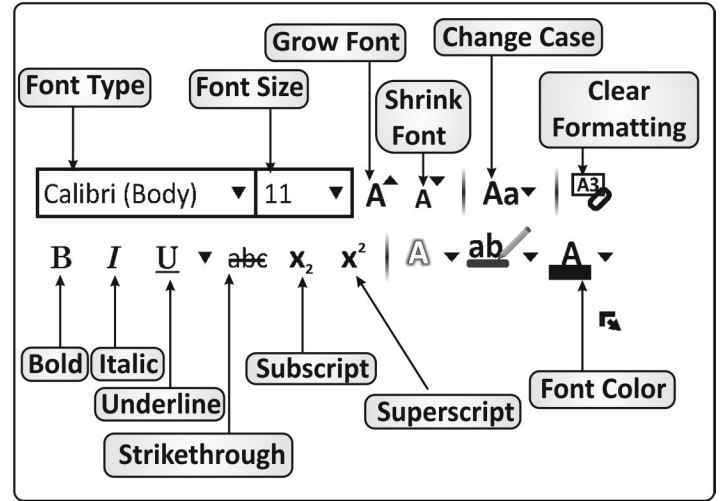 Grow Font
Change Case
Font Type
Font Size
Shrink
Font
Clear
Formatting
Calibri (Body)
11
A
A
Aa
A3
B
I
U
abc
x₂
x²
A
ab
A
Bold
Italic
Subscript
Font Color
Underline
Superscript
Strikethrough